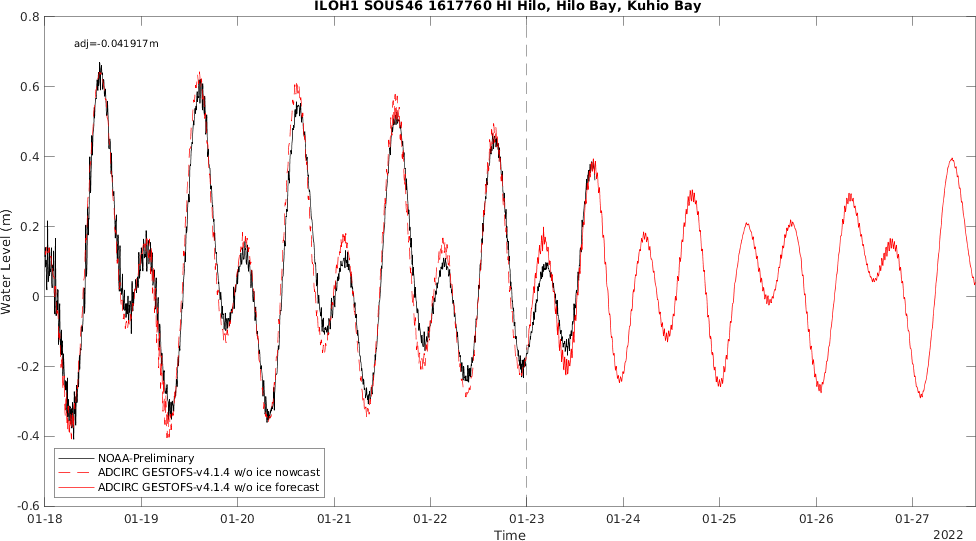 ILOH1 SOUS46 1617760 HI Hilo, Hilo Bay, Kuhio Bay
adj=-0.041917m
0.8
0.6
0.4
0.2
0
-0.2
-0.4
-0.6
Water Level (m)
NOAA-Preliminary
ADCIRC GESTOFS-v4.1.4 w/o ice nowcast
ADCIRC GESTOFS-v4.1.4 w/o ice forecast
01-18 01-19 01-20 01-21 01-22 01-23 01-24 01-25 01-26 01-27
Time
2022